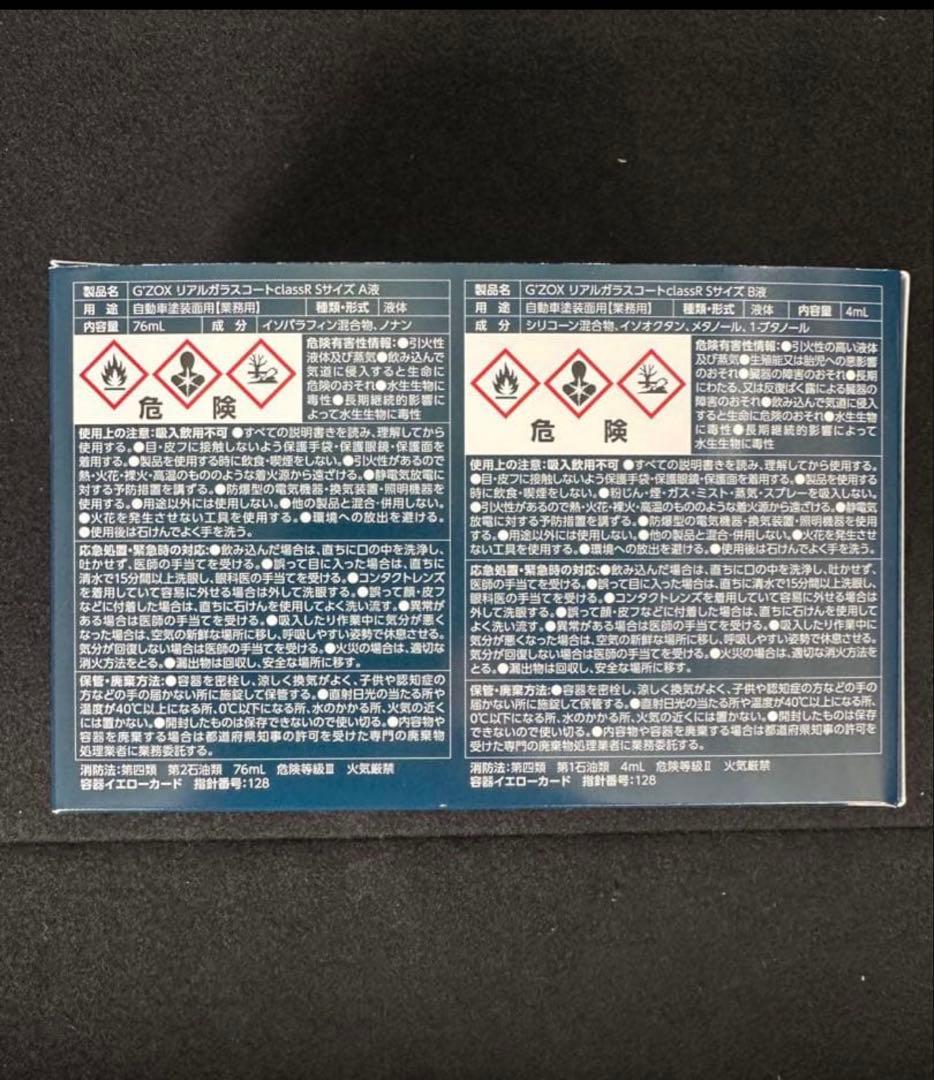 製品名 G'ZOX リアルガラスコートclassR Sサイズ A液
用 途 自動車塗装面用【業務用】 種類・形式 液体
内容量 76mL 成 分 イソパラフィン混合物、ノナン
危険
危険有害性情報:●引火性
液体及び蒸気●飲み込んで
気道に侵入すると生命に
危険のおそれ●水生生物に
毒性●長期継続的影響に
よって水生生物に毒性
使用上の注意:吸入飲用不可 ●すべての説明書きを読み、理解してから
使用する。●目・皮フに接触しないよう保護手袋・保護眼鏡・保護面を
着用する。●製品を使用する時に飲食・喫煙をしない。●引火性があるので
熱・火花・裸火・高温のもののような着火源から遠ざける。●静電気放電に
対する予防措置を講ずる。●防爆型の電気機器・換気装置・照明機器を
使用する。●用途以外には使用しない。●他の製品と混合・併用しない。
●火花を発生させない工具を使用する。●環境への放出を避ける。
●使用後は石けんでよく手を洗う。
応急処置・緊急時の対応:●飲み込んだ場合は、直ちに口の中を洗浄し、
吐かせず、医師の手当てを受ける。●誤って目に入った場合は、直ちに
清水で15分間以上洗眼し、眼科医の手当てを受ける。●コンタクトレンズ
を着用していて容易に外せる場合は外して洗眼する。●誤って顔・皮フ
などに付着した場合は、直ちに石けんを使用してよく洗い流す。●異常が
ある場合は医師の手当てを受ける。●吸入したりや作業中に気分が悪く
なった場合は、空気の新鮮な場所に移し、呼吸しやすい姿勢で休息させる。
気分が回復しない場合は医師の手当てを受ける。●火災の場合は、適切な
消火方法をとる。●漏出物は回収し、安全な場所に移す。
保管・廃棄方法:●容器を密栓し、涼しく換気がよく、子供や認知症の
方などの手の届かない所に施錠して保管する。●直射日光の当たる所や
温度が40℃以上になる所、0℃以下になる所、水のかかる所、火気の近く
には置かない。●開封したものは保存できないので使い切る。●内容物や
容器を廃棄する場合は都道府県知事の許可を受けた専門の廃棄物
処理業者に業務委託する。
消防法:第四類 第2石油類 76mL 危険等級Ⅲ 火気厳禁
容器イエローカード 指針番号:128
製品名 G'ZOX リアルガラスコートclassR Sサイズ B液
用 途 自動車塗装面用【業務用】 種類・形式 液体 内容量 4mL
成 分 シリコーン混合物、イソオクタン、メタノール、1-ブタノール
危険
危険有害性情報:●引火性の高い液体
及び蒸気●生殖能又は胎児への悪影響
のおそれ●臓器の障害のおそれ●長期
にわたる、又は反復ばく露による臓器の
障害のおそれ●飲み込んで気道に侵入
すると生命に危険のおそれ●水生生物
に毒性●長期継続的影響によって
水生生物に毒性
使用上の注意:吸入飲用不可 ●すべての説明書きを読み、理解してから使用する。
●目・皮フに接触しないよう保護手袋・保護眼鏡・保護面を着用する。●製品を使用する
時に飲食・喫煙をしない。●粉じん・煙・ガス・ミスト・蒸気・スプレーを吸入しない。
●引火性があるので熱・火花・裸火・高温のもののような着火源から遠ざける。●静電気
放電に対する予防措置を講ずる。●防爆型の電気機器・換気装置・照明機器を使用
する。●用途以外には使用しない。●他の製品と混合・併用しない。●火花を発生させ
ない工具を使用する。●環境への放出を避ける。●使用後は石けんでよく手を洗う。
応急処置・緊急時の対応:●飲み込んだ場合は、直ちに口の中を洗浄し、吐かせず、
医師の手当てを受ける。●誤って目に入った場合は、直ちに清水で15分間以上洗眼し、
眼科医の手当てを受ける。●コンタクトレンズを着用していて容易に外せる場合は
外して洗眼する。●誤って顔・皮フなどに付着した場合は、直ちに石けんを使用して
よく洗い流す。●異常がある場合は医師の手当てを受ける。●吸入したりや作業中に
気分が悪くなった場合は、空気の新鮮な場所に移し、呼吸しやすい姿勢で休息させる。
気分が回復しない場合は医師の手当てを受ける。●火災の場合は、適切な消火方法を
とる。●漏出物は回収し、安全な場所に移す。
保管・廃棄方法:●容器を密栓し、涼しく換気がよく、子供や認知症の方などの手の
届かない所に施錠して保管する。●直射日光の当たる所や温度が40℃以上になる所、
0℃以下になる所、水のかかる所、火気の近くには置かない。●開封したものは保存
できないので使い切る。●内容物や容器を廃棄する場合は都道府県知事の許可を
受けた専門の廃棄物処理業者に業務委託する。
消防法:第四類 第1石油類 4mL 危険等級Ⅱ 火気厳禁
容器イエローカード 指針番号:128